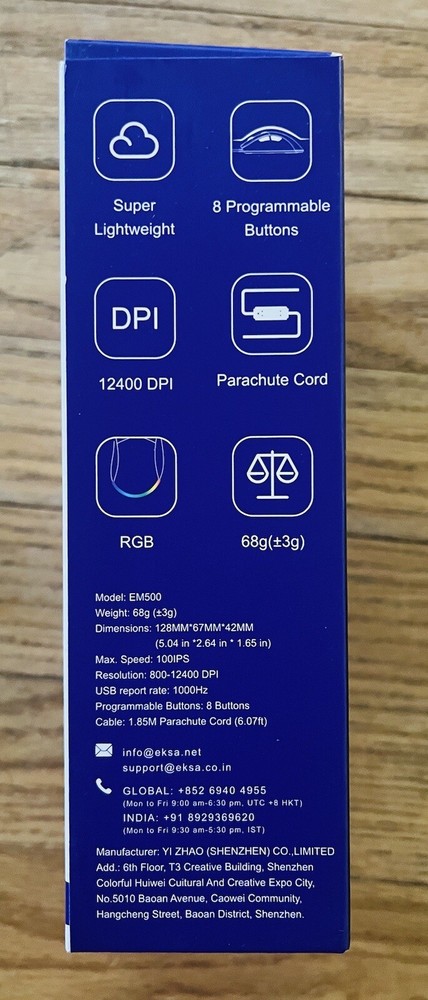 Super
Lightweight
8 Programmable
Buttons
DPI
12400 DPI
Parachute Cord
RGB
68g(±3g)
Model: EM500
Weight: 68g (±3g)
Dimensions: 128MM*67MM*42MM
(5.04 in *2.64 in * 1.65 in)
Max. Speed: 100IPS
Resolution: 800-12400 DPI
USB report rate: 1000Hz
Programmable Buttons: 8 Buttons
Cable: 1.85M Parachute Cord (6.07ft)
info@eksa.net
support@eksa.co.in
GLOBAL: +852 6940 4955
(Mon to Fri 9:00 am-6:30 pm, UTC +8 HKT)
INDIA: +91 8929369620
(Mon to Fri 9:30 am-5:30 pm, IST)
Manufacturer: YI ZHAO (SHENZHEN) CO.,LIMITED
Add.: 6th Floor, T3 Creative Building, Shenzhen
Colorful Huiwei Cuitural And Creative Expo City,
No.5010 Baoan Avenue, Caowei Community,
Hangcheng Street, Baoan District, Shenzhen.